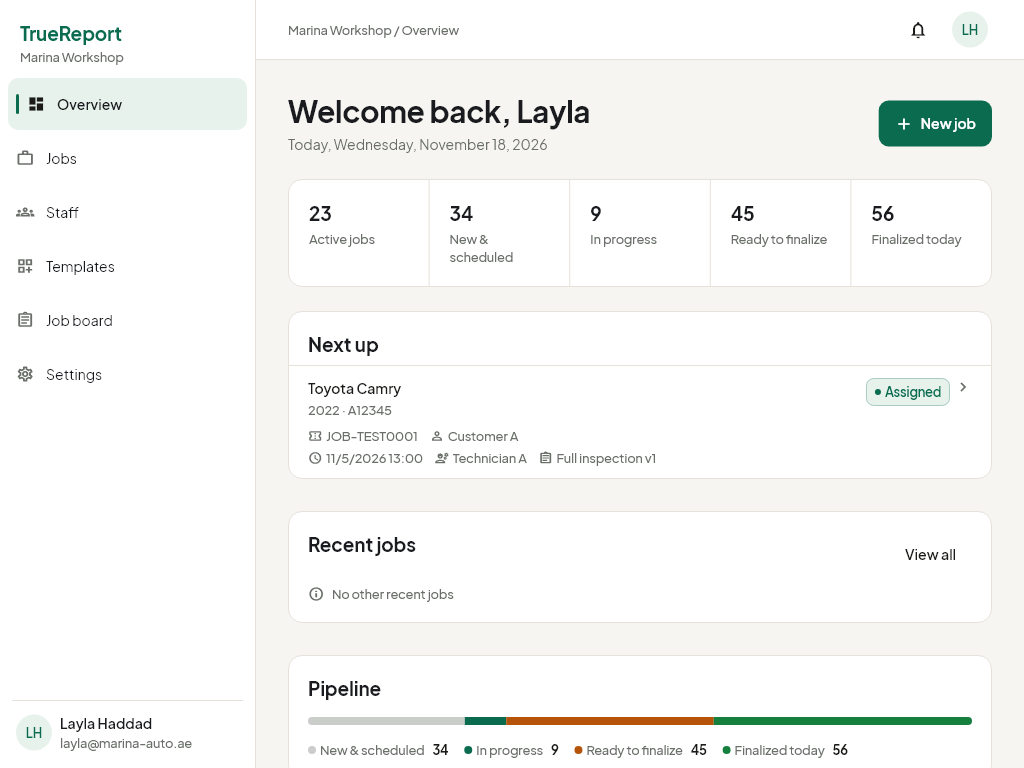 TrueReport
Marina Workshop
Overview
Jobs
Staff
Templates
Job board
Settings
LH
Layla Haddad
layla@marina-auto.ae
Marina Workshop / Overview
LH
Welcome back, Layla
Today, Wednesday, November 18, 2026
New job
23
Active jobs
34
New &
scheduled
9
In progress
45
Ready to finalize
56
Finalized today
Next up
Toyota Camry
Assigned
2022 · A12345
JOB-TEST0001 Customer A
11/5/2026 13:00 Technician A Full inspection v1
Recent jobs
View all
No other recent jobs
Pipeline
New & scheduled 34 In progress 9 Ready to finalize 45 Finalized today 56